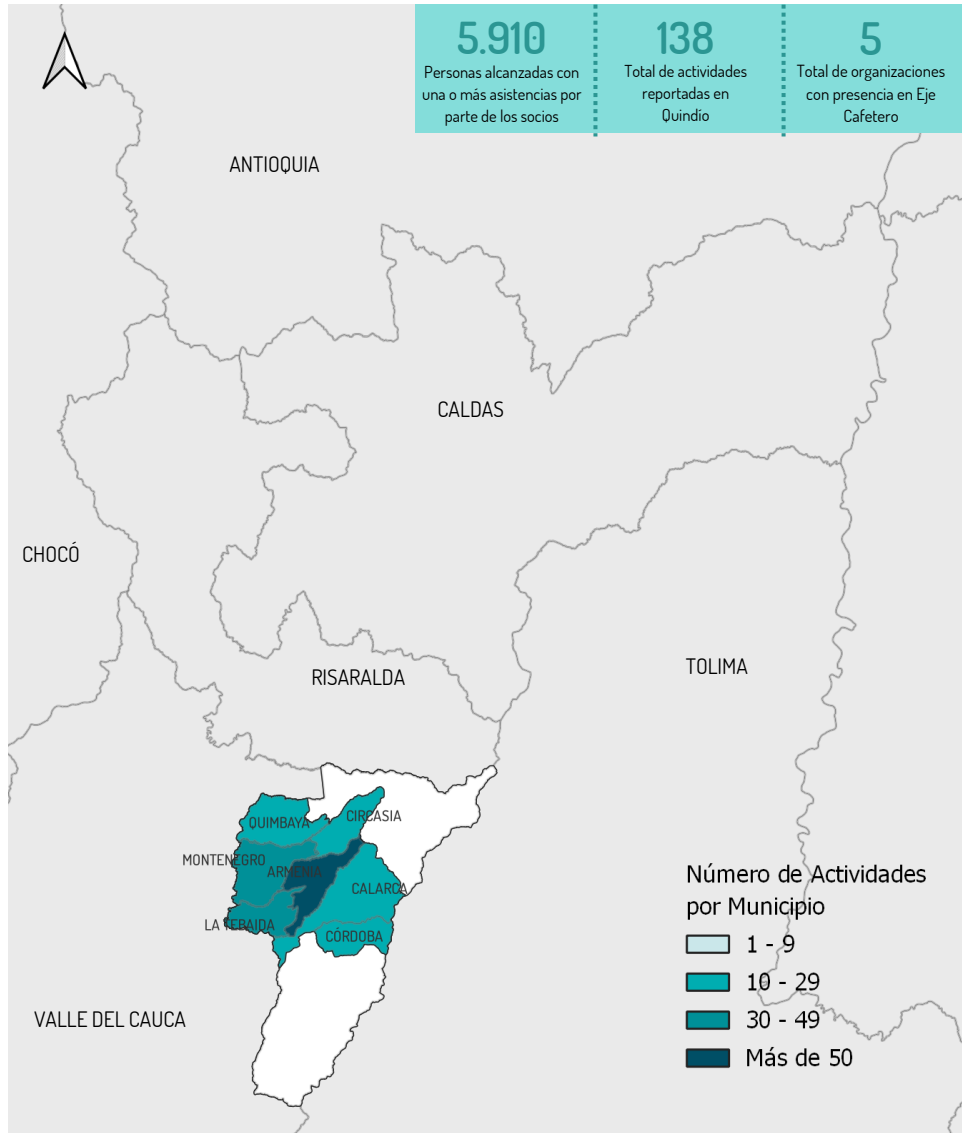 5.910
Personas alcanzadas con
una o más asistencias por
parte de los socios
138
Total de actividades
reportadas en
Quindío
5
Total de organizaciones
con presencia en Eje
Cafetero
ANTIOQUIA
CALDAS
CHOCÓ
RISARALDA
TOLIMA
CIRCASIA
QUIMBAYA
MONTENEGRO
ARMENIA
CALARCA
LA TEBAIDA
CÓRDOBA
VALLE DEL CAUCA
Número de Actividades
por Municipio
1 - 9
10 - 29
30 - 49
Más de 50